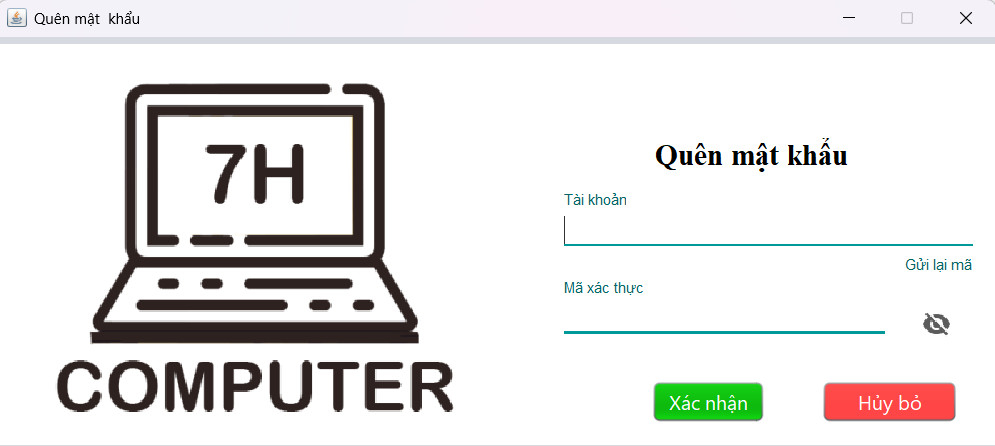 Quên mật  khẩu
7H
COMPUTER
Quên mật khẩu
Tài khoản
Gửi lại mã
Mã xác thực
Xác nhận
Hủy bỏ